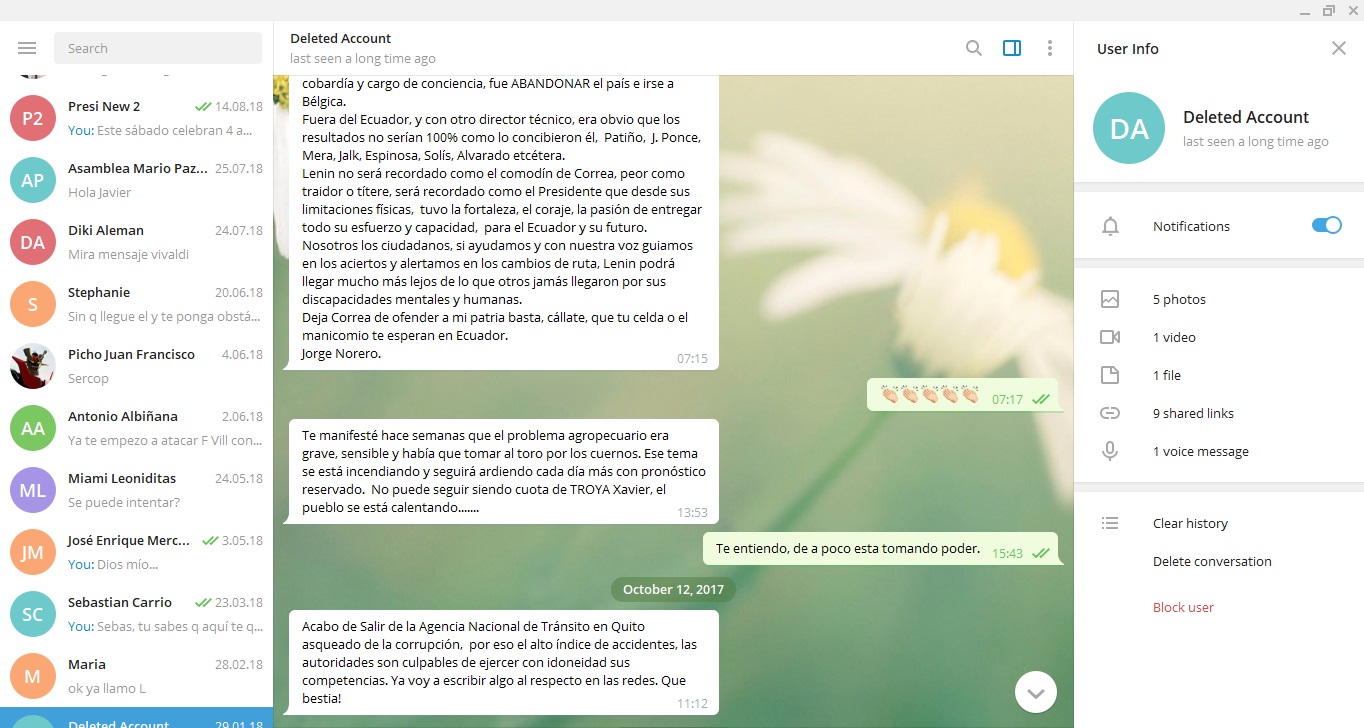 Search
P2
Presi New 2
14.08.18
You: Este sábado celebran 4 a...
AP
Asamblea Mario Paz...
25.07.18
Hola Javier
DA
Diki Aleman
24.07.18
Mira mensaje vivaldi
S
Stephanie
20.06.18
Sin q llegue el y te ponga obstá...
Picho Juan Francisco
4.06.18
Sercop
AA
Antonio Albiñana
2.06.18
Ya te empezo a atacar F Vill con...
ML
Miami Leoniditas
24.05.18
Se puede intentar?
JM
José Enrique Merc...
3.05.18
You: Dios mío...
SC
Sebastian Carrio
23.03.18
You: Sebas, tu sabes q aquí te q...
M
Maria
28.02.18
ok ya llamo L
Deleted Account
29.01.18
Deleted Account
last seen a long time ago
cobardía y cargo de conciencia, fue ABANDONAR el país e irse a
Bélgica.
Fuera del Ecuador, y con otro director técnico, era obvio que los
resultados no serían 100% como lo concibieron él,  Patiño,  J. Ponce,
Mera, Jalk, Espinosa, Solís, Alvarado etcétera.
Lenin no será recordado como el comodín de Correa, peor como
traidor o títere, será recordado como el Presidente que desde sus
limitaciones físicas,  tuvo la fortaleza, el coraje, la pasión de entregar
todo su esfuerzo y capacidad,  para el Ecuador y su futuro.
Nosotros los ciudadanos, si ayudamos y con nuestra voz guiamos
en los aciertos y alertamos en los cambios de ruta, Lenin podrá
llegar mucho más lejos de lo que otros jamás llegaron por sus
discapacidades mentales y humanas.
Deja Correa de ofender a mi patria basta, cállate, que tu celda o el
manicomio te esperan en Ecuador.
Jorge Norero.
07:15
👏🏻👏🏻👏🏻👏🏻👏🏻 07:17
Te manifesté hace semanas que el problema agropecuario era
grave, sensible y había que tomar al toro por los cuernos. Ese tema
se está incendiando y seguirá ardiendo cada día más con pronóstico
reservado.  No puede seguir siendo cuota de TROYA Xavier, el
pueblo se está calentando.......
13:53
Te entiendo, de a poco esta tomando poder. 15:43
October 12, 2017
Acabo de Salir de la Agencia Nacional de Tránsito en Quito
asqueado de la corrupción,  por eso el alto índice de accidentes, las
autoridades son culpables de ejercer con idoneidad sus
competencias. Ya voy a escribir algo al respecto en las redes. Que
bestia!
11:12
User Info
DA
Deleted Account
last seen a long time ago
Notifications
5 photos
1 video
1 file
9 shared links
1 voice message
Clear history
Delete conversation
Block user